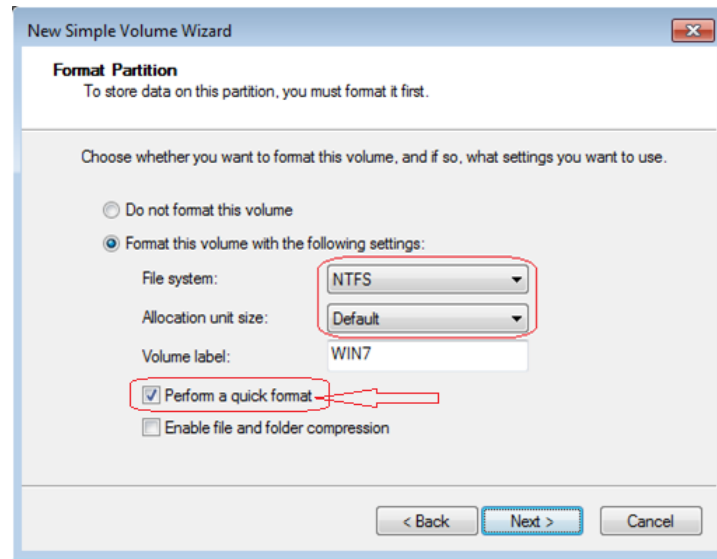 New Simple Volume Wizard
Format Partition
To store data on this partition, you must format it first.
Choose whether you want to format this volume, and if so, what settings you want to use.
Do not format this volume
Format this volume with the following settings:
File system: NTFS
Allocation unit size: Default
Volume label: WIN7
Perform a quick format
Enable file and folder compression
< Back Next > Cancel